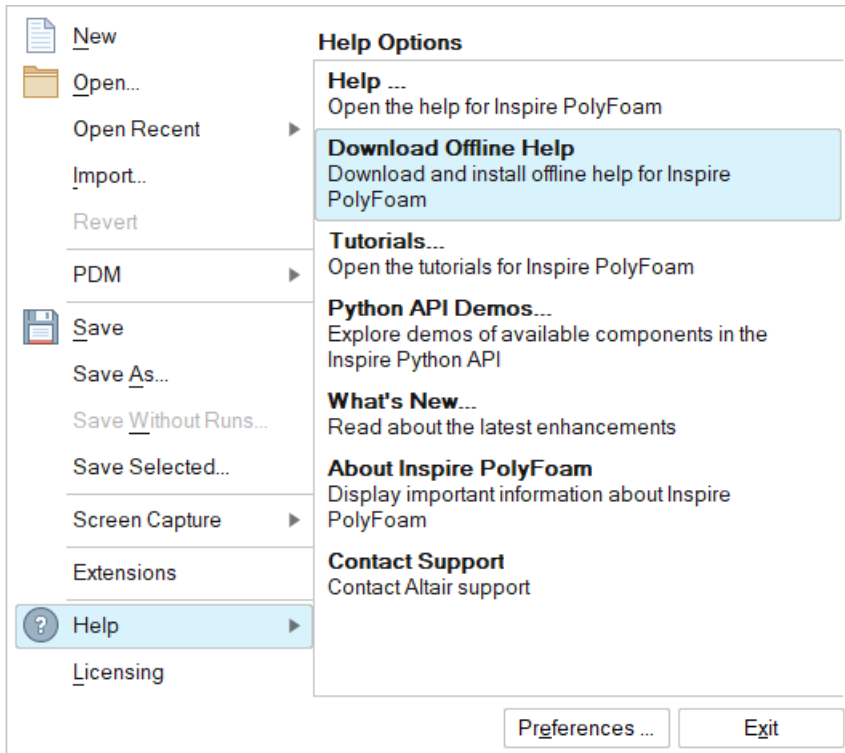 New
Open...
Open Recent
Import...
Revert
PDM
Save
Save As...
Save Without Runs...
Save Selected...
Screen Capture
Extensions
? Help
Licensing
Help Options
Help ...
Open the help for Inspire PolyFoam
Download Offline Help
Download and install offline help for Inspire
PolyFoam
Tutorials...
Open the tutorials for Inspire PolyFoam
Python API Demos...
Explore demos of available components in the
Inspire Python API
What's New...
Read about the latest enhancements
About Inspire PolyFoam
Display important information about Inspire
PolyFoam
Contact Support
Contact Altair support
Preferences ...
Exit